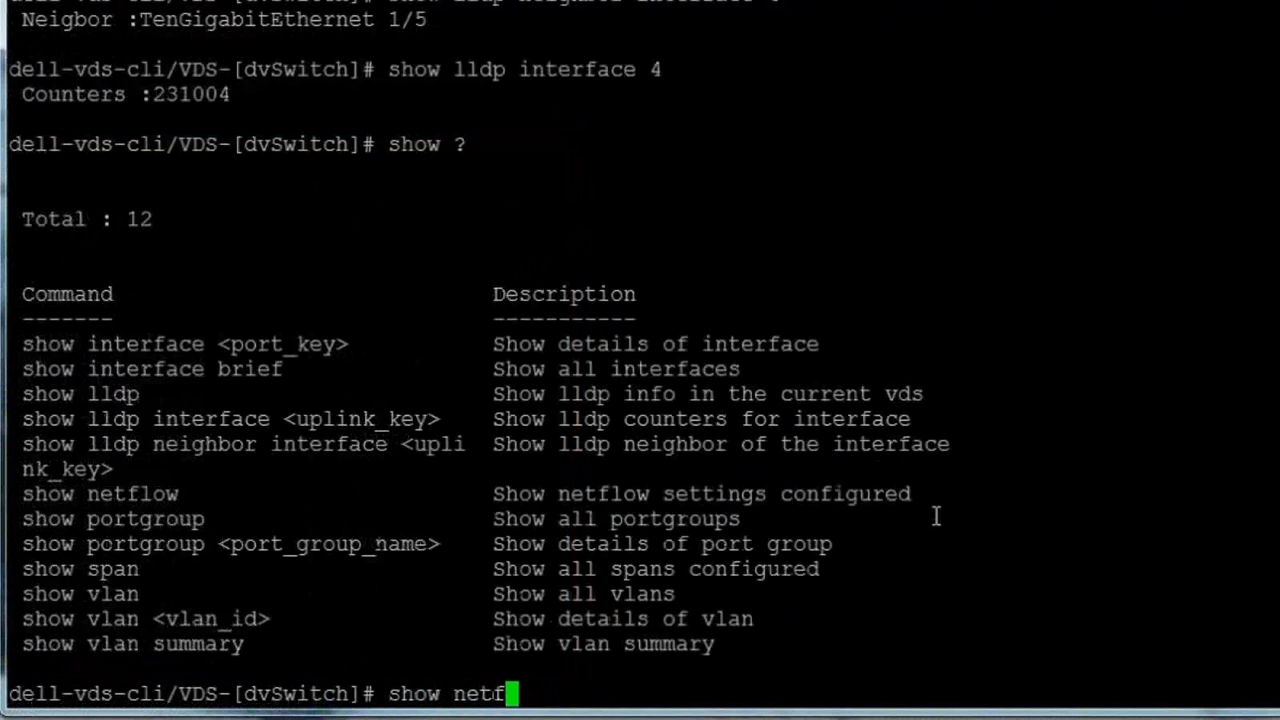 Neigbor :TenGigabitEthernet 1/5
dell-vds-cli/VDS-[dvSwitch]# show lldp interface 4
Counters :231004
dell-vds-cli/VDS-[dvSwitch]# show ?
Total : 12
Command Description
------- -----------
show interface <port_key> Show details of interface
show interface brief Show all interfaces
show lldp Show lldp info in the current vds
show lldp interface <uplink_key> Show lldp counters for interface
show lldp neighbor interface <upli Show lldp neighbor of the interface
nk_key>
show netflow Show netflow settings configured
show portgroup Show all portgroups
show portgroup <port_group_name> Show details of port group
show span Show all spans configured
show vlan Show all vlans
show vlan <vlan_id> Show details of vlan
show vlan summary Show vlan summary
dell-vds-cli/VDS-[dvSwitch]# show netf